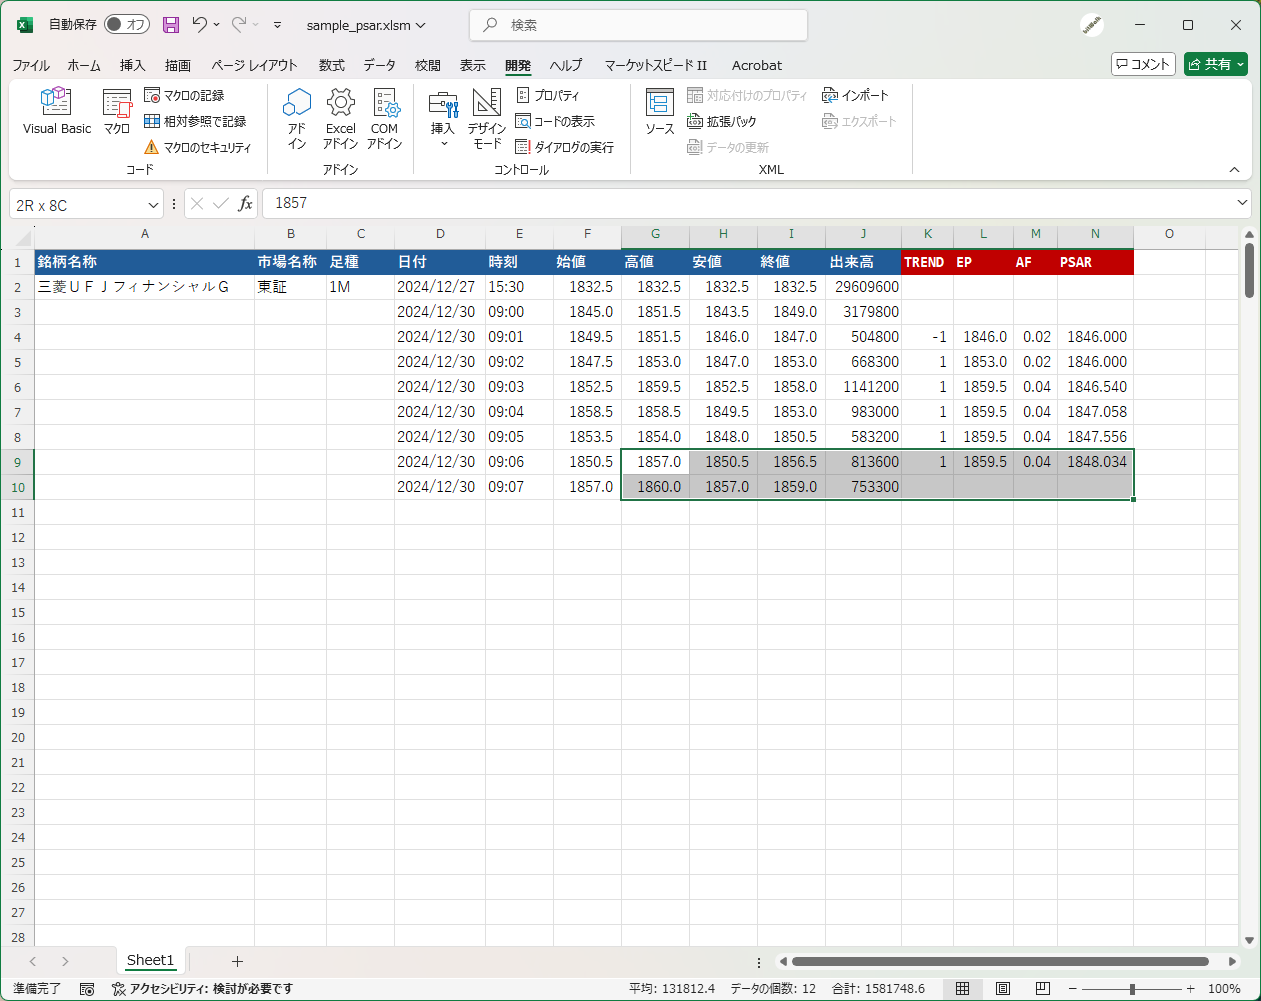 自動保存 オフ sample_psar.xlsm 検索
ファイル ホーム 挿入 描画 ページ レイアウト 数式 データ 校閲 表示 開発 ヘルプ マーケットスピード II Acrobat コメント 共有
Visual Basic
マクロ
マクロの記録
相対参照で記録
マクロのセキュリティ
コード
アド
イン
Excel
アドイン
COM
アドイン
アドイン
挿入
デザイン
モード
プロパティ
コードの表示
ダイアログの実行
コントロール
ソース
対応付けのプロパティ
拡張パック
データの更新
インポート
エクスポート
XML
2R x 8C fx 1857
A B C D E F G H I J K L M N O
1 銘柄名称 市場名称 足種 日付 時刻 始値 高値 安値 終値 出来高 TREND EP AF PSAR
2 三菱ＵＦＪフィナンシャルＧ 東証 1M 2024/12/27 15:30 1832.5 1832.5 1832.5 1832.5 29609600
3 2024/12/30 09:00 1845.0 1851.5 1843.5 1849.0 3179800
4 2024/12/30 09:01 1849.5 1851.5 1846.0 1847.0 504800 -1 1846.0 0.02 1846.000
5 2024/12/30 09:02 1847.5 1853.0 1847.0 1853.0 668300 1 1853.0 0.02 1846.000
6 2024/12/30 09:03 1852.5 1859.5 1852.5 1858.0 1141200 1 1859.5 0.04 1846.540
7 2024/12/30 09:04 1858.5 1858.5 1849.5 1853.0 983000 1 1859.5 0.04 1847.058
8 2024/12/30 09:05 1853.5 1854.0 1848.0 1850.5 583200 1 1859.5 0.04 1847.556
9 2024/12/30 09:06 1850.5 1857.0 1850.5 1856.5 813600 1 1859.5 0.04 1848.034
10 2024/12/30 09:07 1857.0 1860.0 1857.0 1859.0 753300
11
12
13
14
15
16
17
18
19
20
21
22
23
24
25
26
27
28
Sheet1
準備完了 アクセシビリティ: 検討が必要です 平均: 131812.4 データの個数: 12 合計: 1581748.6 100%